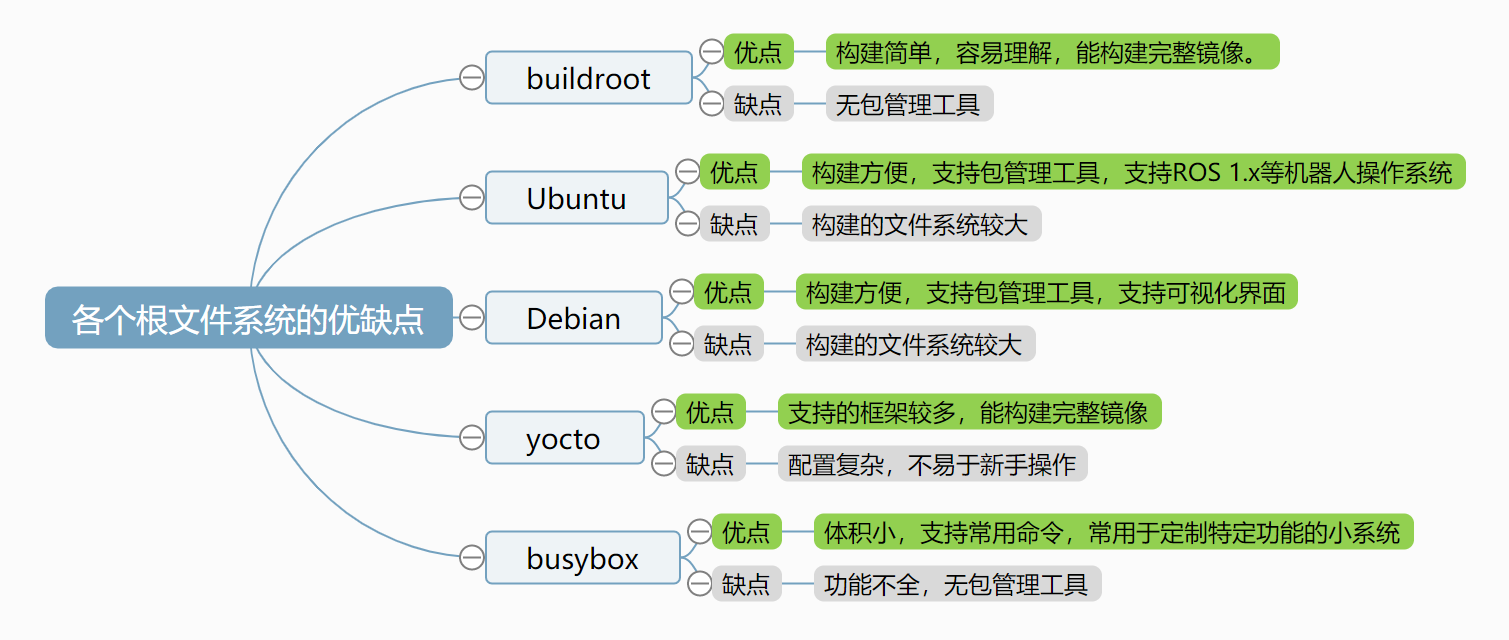 各个根文件系统的优缺点
buildroot
优点
构建简单，容易理解，能构建完整镜像。
缺点
无包管理工具
Ubuntu
优点
构建方便，支持包管理工具，支持ROS 1.x等机器人操作系统
缺点
构建的文件系统较大
Debian
优点
构建方便，支持包管理工具，支持可视化界面
缺点
构建的文件系统较大
yocto
优点
支持的框架较多，能构建完整镜像
缺点
配置复杂，不易于新手操作
busybox
优点
体积小，支持常用命令，常用于定制特定功能的小系统
缺点
功能不全，无包管理工具